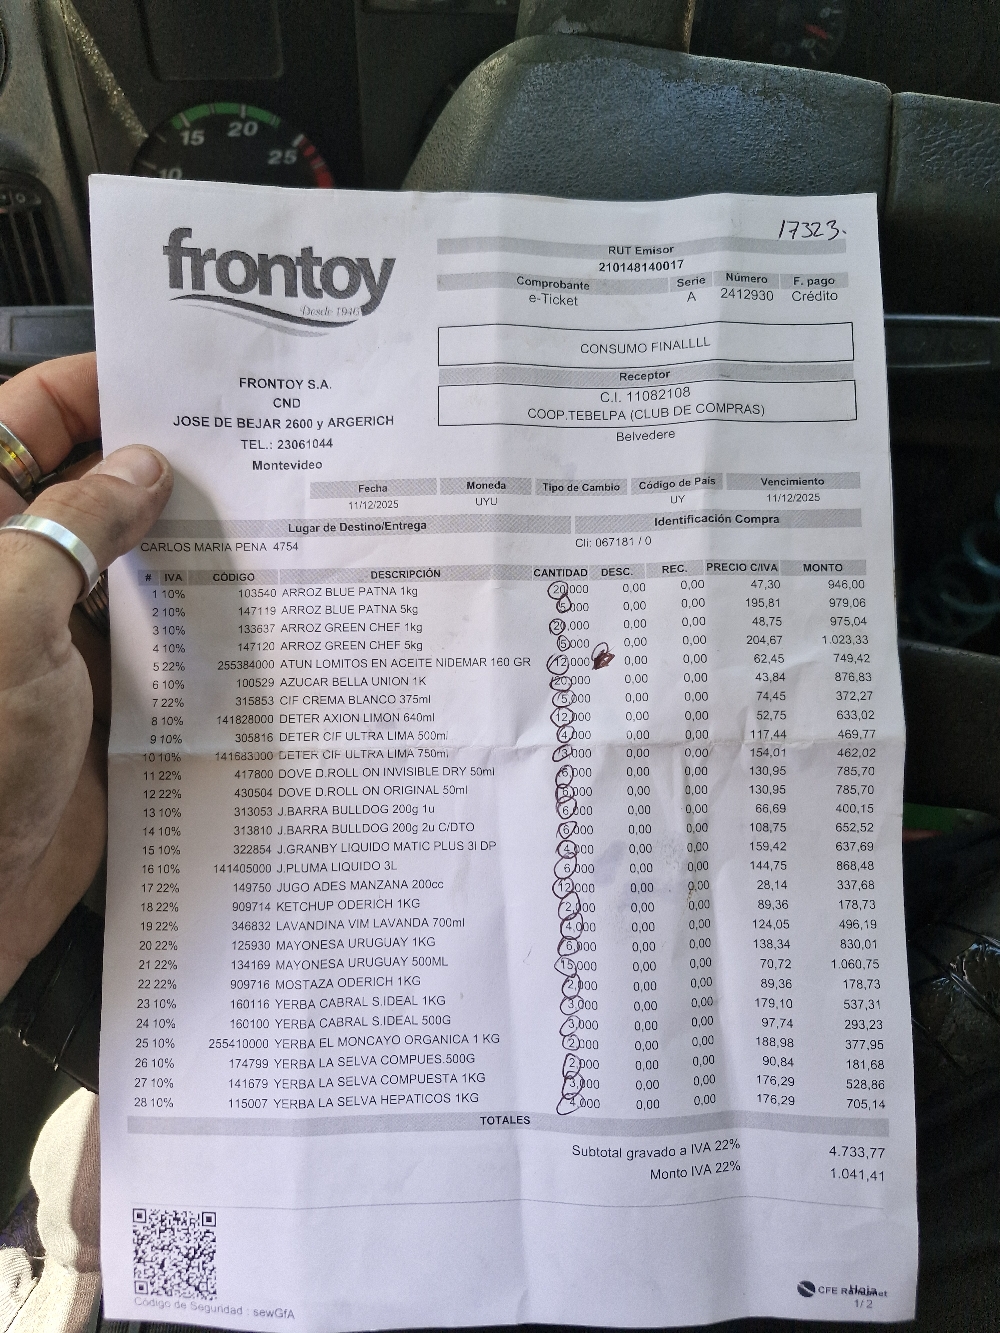 15 20 25
10
17323.
frontoy
Desde 1946
RUT Emisor
210148140017
Comprobante Serie Número F. pago
e-Ticket A 2412930 Crédito
CONSUMO FINALLLL
Receptor
C.I. 11082108
COOP.TEBELPA (CLUB DE COMPRAS)
Belvedere
FRONTOY S.A.
CND
JOSE DE BEJAR 2600 y ARGERICH
TEL.: 23061044
Montevideo
Fecha Moneda Tipo de Cambio Código de País Vencimiento
11/12/2025 UYU UY 11/12/2025
Lugar de Destino/Entrega Identificación Compra
CARLOS MARIA PENA 4754 Cli: 067181 / 0
# IVA CÓDIGO DESCRIPCIÓN CANTIDAD DESC. REC. PRECIO C/IVA MONTO
1 10% 103540 ARROZ BLUE PATNA 1kg 20,000 0,00 0,00 47,30 946,00
2 10% 147119 ARROZ BLUE PATNA 5kg 5,000 0,00 0,00 195,81 979,06
3 10% 133637 ARROZ GREEN CHEF 1kg 20,000 0,00 0,00 48,75 975,04
4 10% 147120 ARROZ GREEN CHEF 5kg 5,000 0,00 0,00 204,67 1.023,33
5 22% 255384000 ATUN LOMITOS EN ACEITE NIDEMAR 160 GR 12,000 0,00 0,00 62,45 749,42
6 10% 100529 AZUCAR BELLA UNION 1K 20,000 0,00 0,00 43,84 876,83
7 22% 315853 CIF CREMA BLANCO 375ml 5,000 0,00 0,00 74,45 372,27
8 10% 141828000 DETER AXION LIMON 640ml 12,000 0,00 0,00 52,75 633,02
9 10% 305816 DETER CIF ULTRA LIMA 500ml 4,000 0,00 0,00 117,44 469,77
10 10% 141683000 DETER CIF ULTRA LIMA 750ml 3,000 0,00 0,00 154,01 462,02
11 22% 417800 DOVE D.ROLL ON INVISIBLE DRY 50ml 6,000 0,00 0,00 130,95 785,70
12 22% 430504 DOVE D.ROLL ON ORIGINAL 50ml 6,000 0,00 0,00 130,95 785,70
13 10% 313053 J.BARRA BULLDOG 200g 1u 6,000 0,00 0,00 66,69 400,15
14 10% 313810 J.BARRA BULLDOG 200g 2u C/DTO 6,000 0,00 0,00 108,75 652,52
15 10% 322854 J.GRANBY LIQUIDO MATIC PLUS 3l DP 4,000 0,00 0,00 159,42 637,69
16 10% 141405000 J.PLUMA LIQUIDO 3L 6,000 0,00 0,00 144,75 868,48
17 22% 149750 JUGO ADES MANZANA 200cc 12,000 0,00 0,00 28,14 337,68
18 22% 909714 KETCHUP ODERICH 1KG 2,000 0,00 0,00 89,36 178,73
19 22% 346832 LAVANDINA VIM LAVANDA 700ml 4,000 0,00 0,00 124,05 496,19
20 22% 125930 MAYONESA URUGUAY 1KG 6,000 0,00 0,00 138,34 830,01
21 22% 134169 MAYONESA URUGUAY 500ML 15,000 0,00 0,00 70,72 1.060,75
22 22% 909716 MOSTAZA ODERICH 1KG 2,000 0,00 0,00 89,36 178,73
23 10% 160116 YERBA CABRAL S.IDEAL 1KG 3,000 0,00 0,00 179,10 537,31
24 10% 160100 YERBA CABRAL S.IDEAL 500G 3,000 0,00 0,00 97,74 293,23
25 10% 255410000 YERBA EL MONCAYO ORGANICA 1 KG 2,000 0,00 0,00 188,98 377,95
26 10% 174799 YERBA LA SELVA COMPUES.500G 2,000 0,00 0,00 90,84 181,68
27 10% 141679 YERBA LA SELVA COMPUESTA 1KG 3,000 0,00 0,00 176,29 528,86
28 10% 115007 YERBA LA SELVA HEPATICOS 1KG 4,000 0,00 0,00 176,29 705,14
TOTALES
Subtotal gravado a IVA 22% 4.733,77
Monto IVA 22% 1.041,41
Código de Seguridad : sewGfA
CFE
Hoja
1/ 2